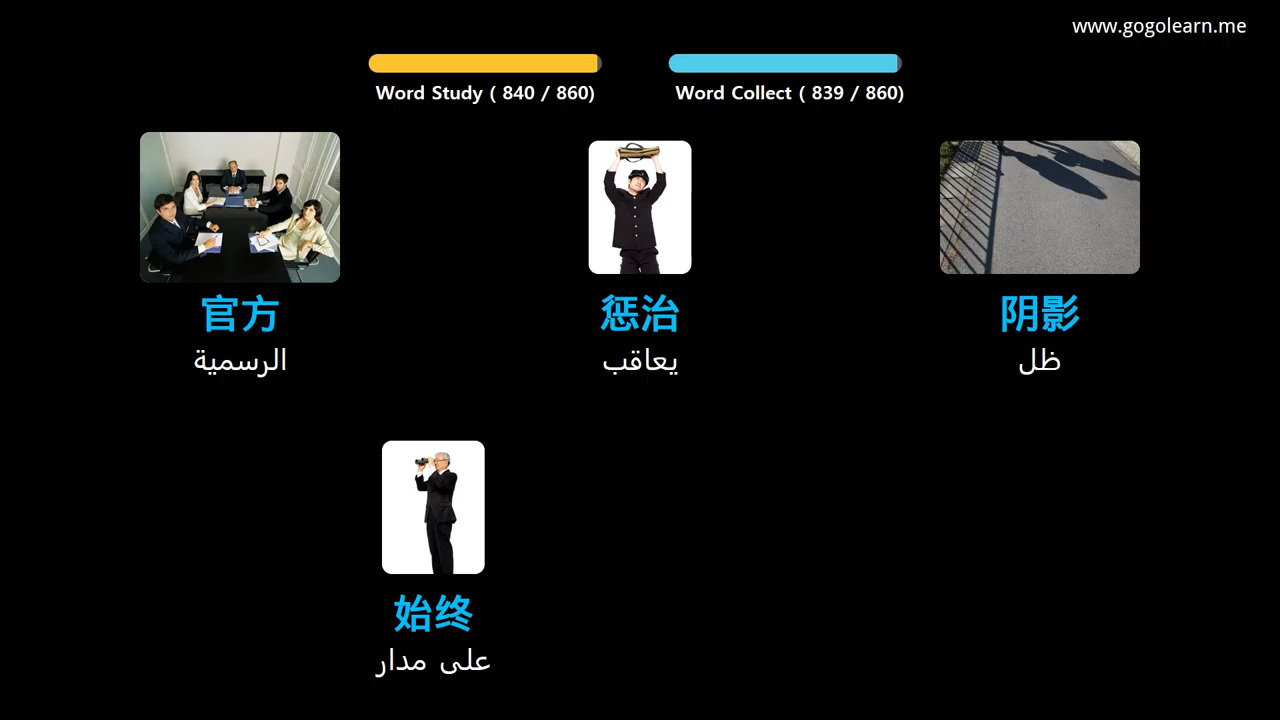 www.gogolearn.me
Word Study ( 840 / 860)
Word Collect ( 839 / 860)
官方
الرسمية
惩治
يعاقب
阴影
ظل
始终
على مدار